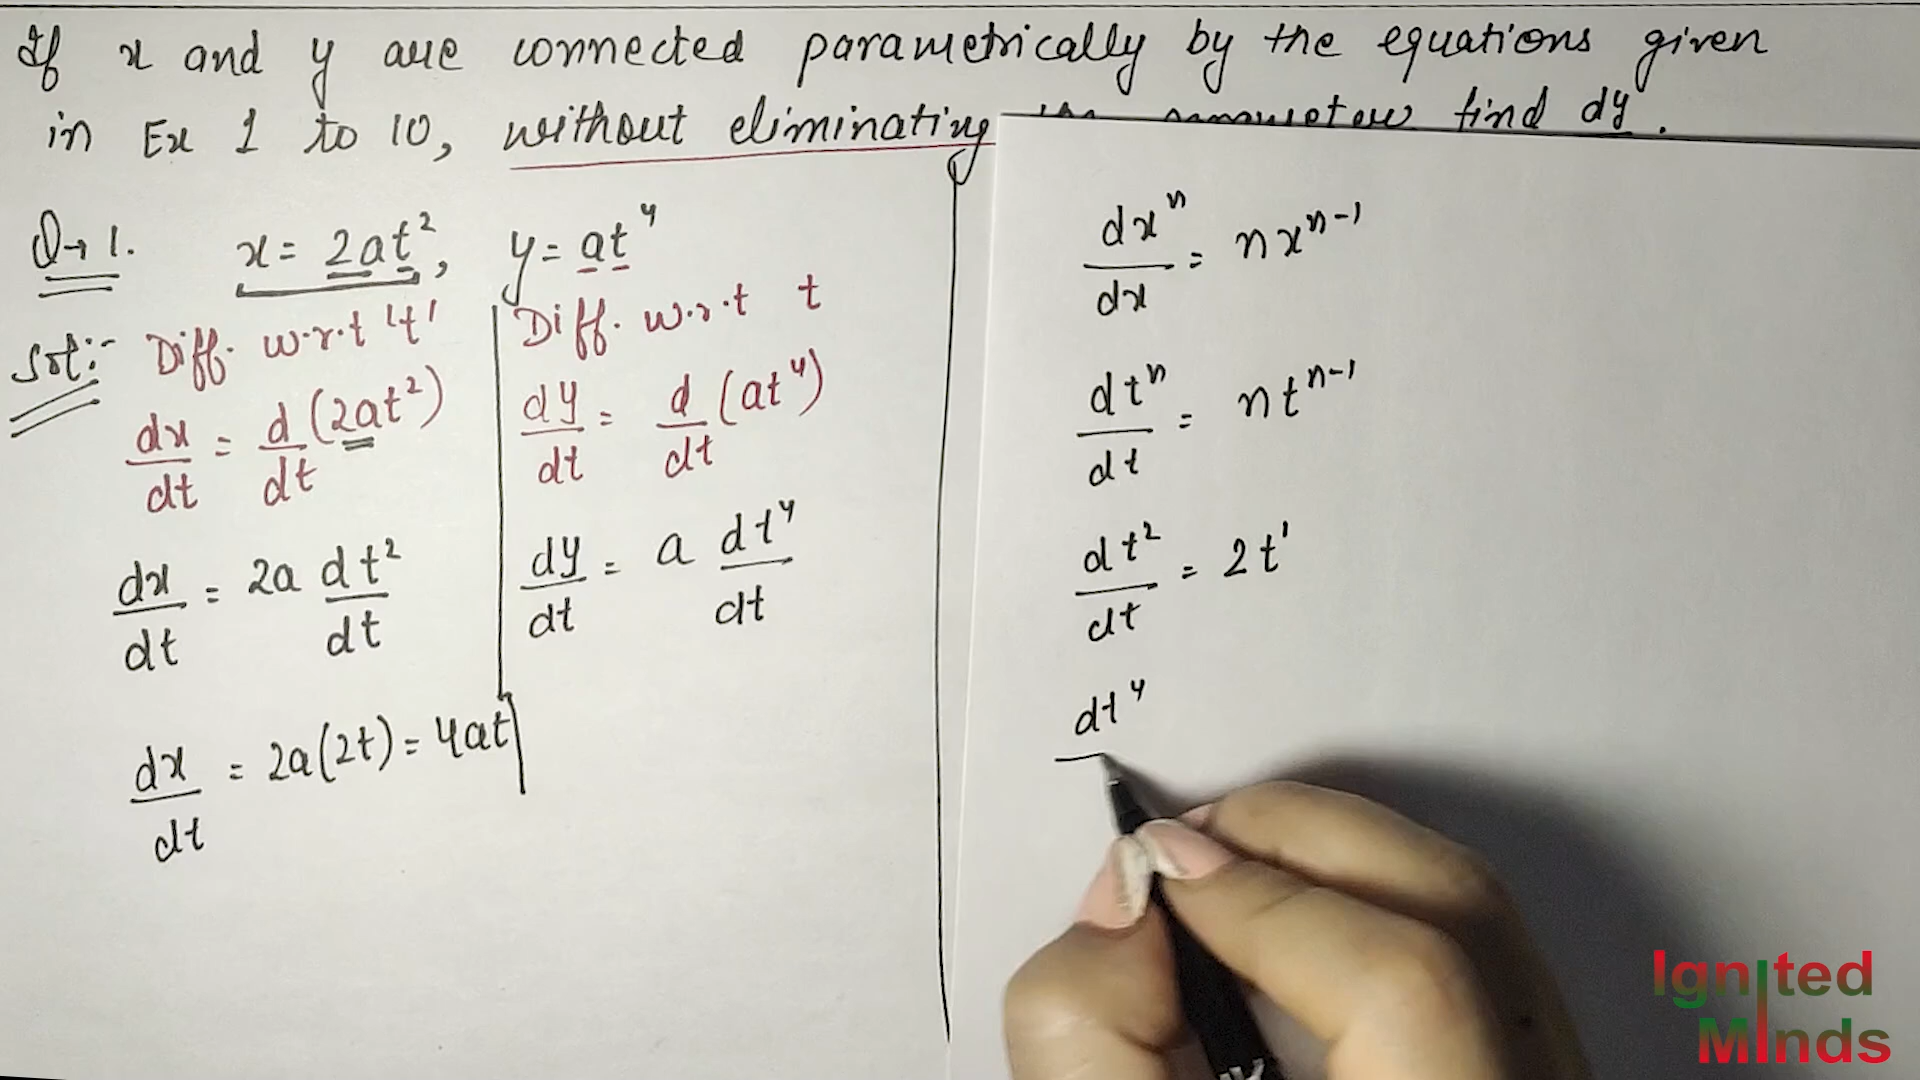 If x and y are connected parametrically by the equations given
in Ex 1 to 10, without eliminating the parameter find dy.
Q→1. x = 2at², y = at⁴
Sol:- Diff. w.r.t 't'
dx/dt = d/dt (2at²)
dx/dt = 2a dt²/dt
dx/dt = 2a(2t) = 4at
Diff. w.r.t t
dy/dt = d/dt (at⁴)
dy/dt = a dt⁴/dt
dxⁿ/dx = nxⁿ⁻¹
dtⁿ/dt = ntⁿ⁻¹
dt²/dt = 2t¹
dt⁴
Ignited
Minds